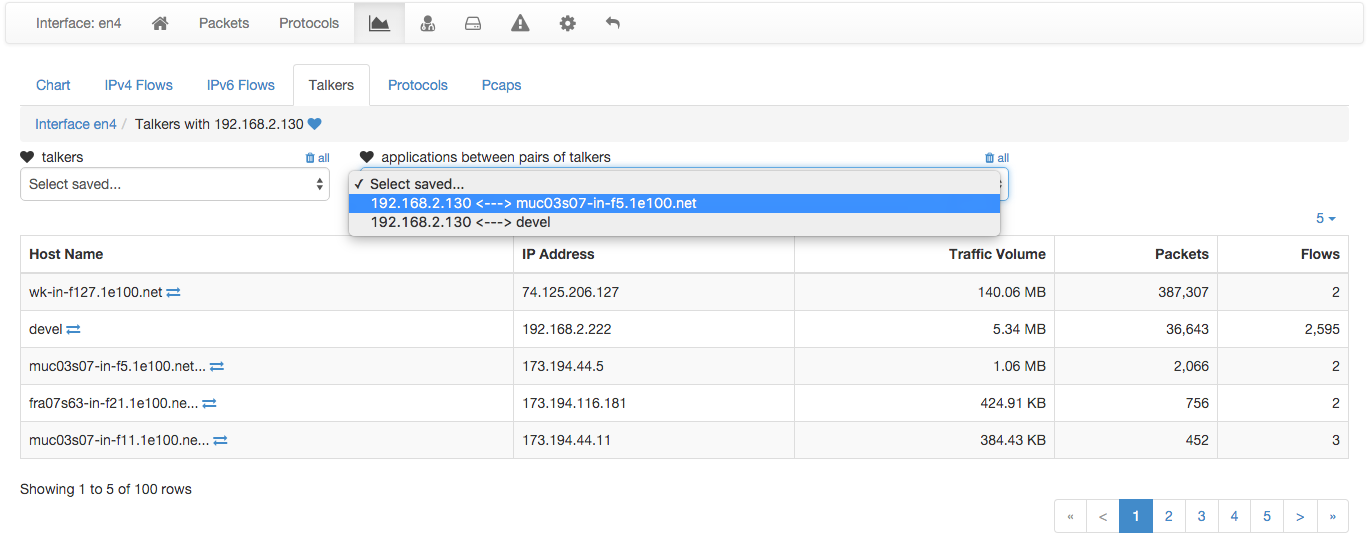 Interface: en4 Packets Protocols
Chart IPv4 Flows IPv6 Flows Talkers Protocols Pcaps
Interface en4 / Talkers with 192.168.2.130
talkers all applications between pairs of talkers all
Select saved... ✓ Select saved...
192.168.2.130 <---> muc03s07-in-f5.1e100.net
192.168.2.130 <---> devel
5
Host Name IP Address Traffic Volume Packets Flows
wk-in-f127.1e100.net 74.125.206.127 140.06 MB 387,307 2
devel 192.168.2.222 5.34 MB 36,643 2,595
muc03s07-in-f5.1e100.net... 173.194.44.5 1.06 MB 2,066 2
fra07s63-in-f21.1e100.ne... 173.194.116.181 424.91 KB 756 2
muc03s07-in-f11.1e100.ne... 173.194.44.11 384.43 KB 452 3
Showing 1 to 5 of 100 rows
« < 1 2 3 4 5 > »